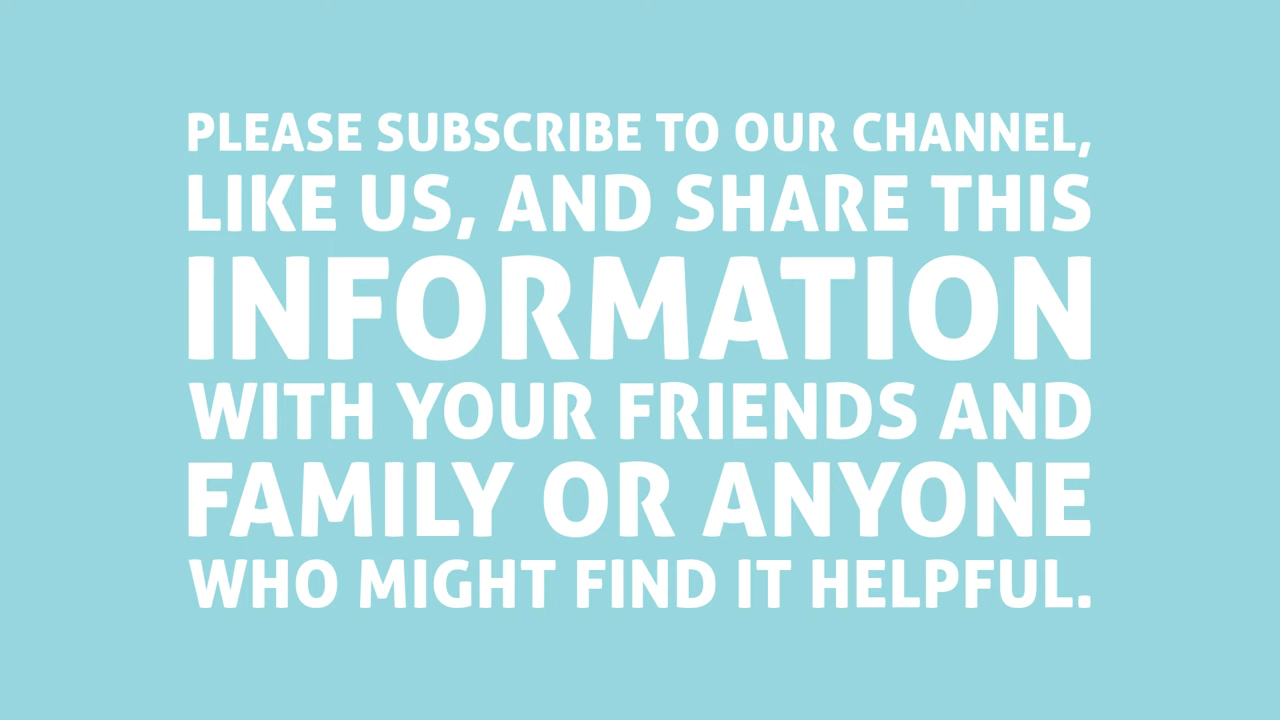 PLEASE SUBSCRIBE TO OUR CHANNEL,
LIKE US, AND SHARE THIS
INFORMATION
WITH YOUR FRIENDS AND
FAMILY OR ANYONE
WHO MIGHT FIND IT HELPFUL.